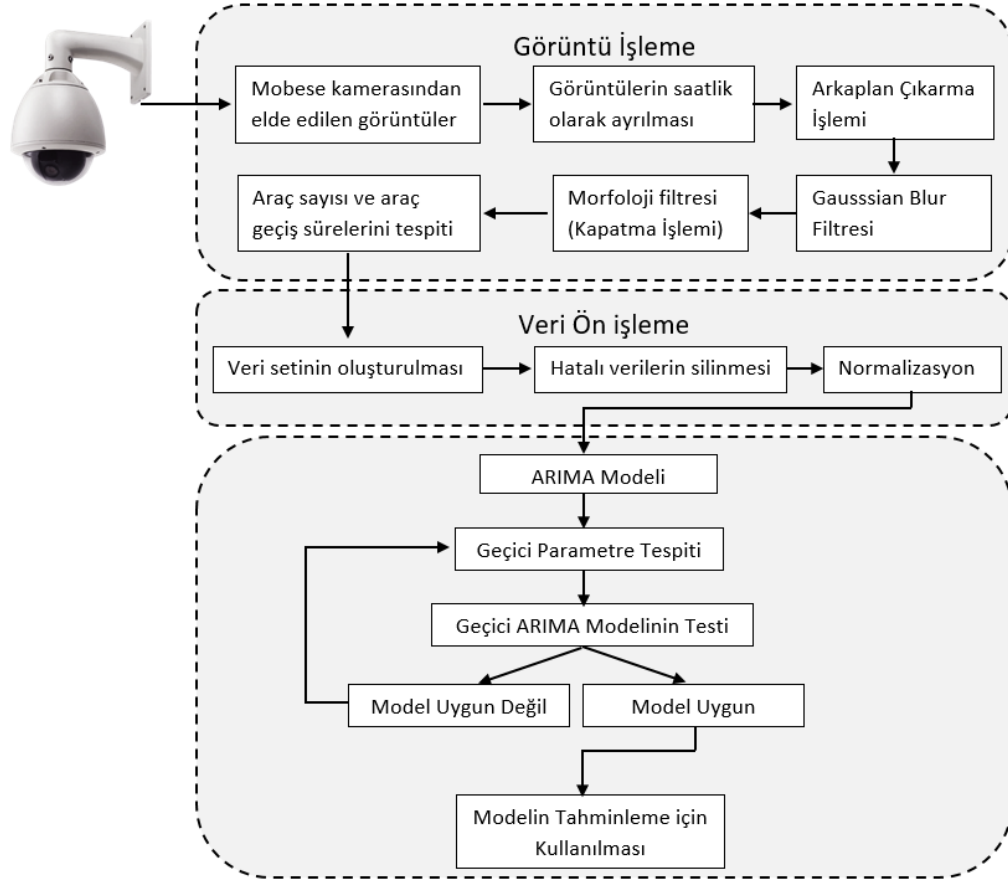 Görüntü İşleme
Mobese kamerasından
elde edilen görüntüler
Görüntülerin saatlik
olarak ayrılması
Arkaplan Çıkarma
İşlemi
Gausssian Blur
Filtresi
Morfoloji filtresi
(Kapatma İşlemi)
Araç sayısı ve araç
geçiş sürelerini tespiti
Veri Ön işleme
Veri setinin oluşturulması
Hatalı verilerin silinmesi
Normalizasyon
ARIMA Modeli
Geçici Parametre Tespiti
Geçici ARIMA Modelinin Testi
Model Uygun Değil
Model Uygun
Modelin Tahminleme için
Kullanılması